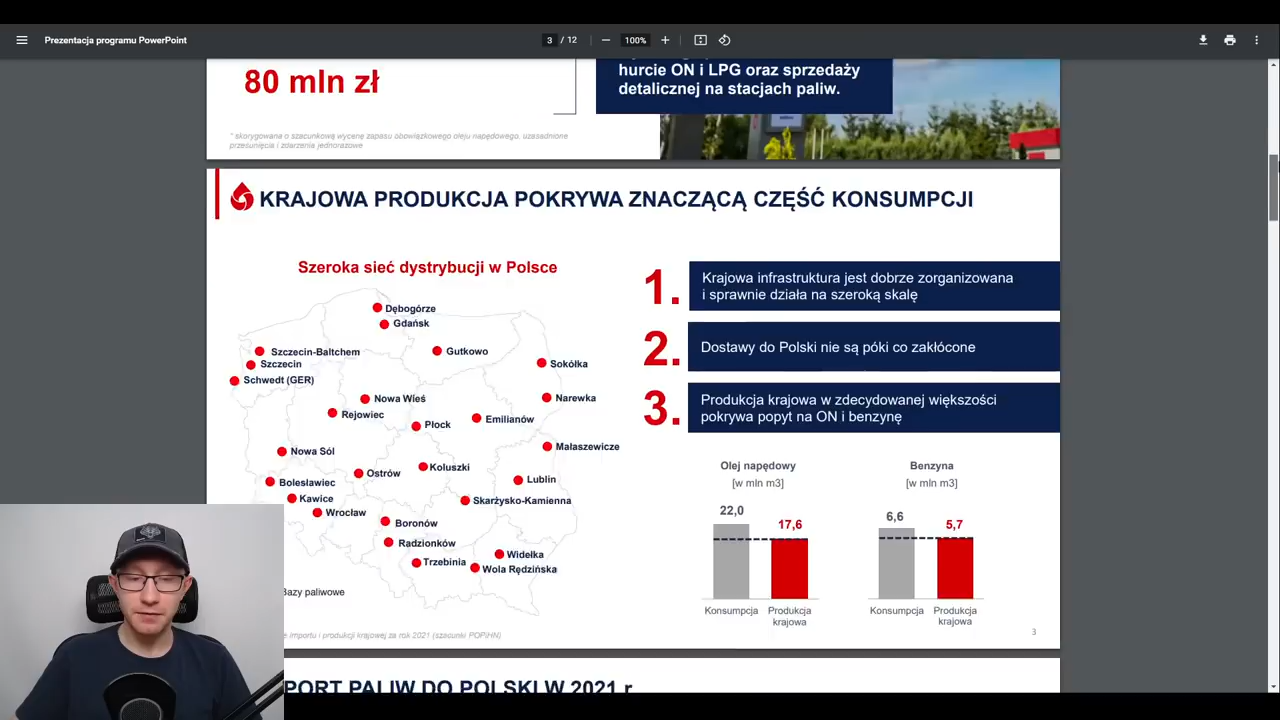 Prezentacja programu PowerPoint
3 / 12
100%
80 mln zł
hurcie ON i LPG oraz sprzedaży
detalicznej na stacjach paliw.
* skorygowana o szacunkową wycenę zapasu obowiązkowego oleju napędowego, uzasadnione
przesunięcia i zdarzenia jednorazowe
KRAJOWA PRODUKCJA POKRYWA ZNACZĄCĄ CZĘŚĆ KONSUMPCJI
Szeroka sieć dystrybucji w Polsce
Dębogórze
Gdańsk
Szczecin-Baltchem
Szczecin
Schwedt (GER)
Gutkowo
Sokółka
Nowa Wieś
Rejowiec
Płock
Emilianów
Narewka
Małaszewicze
Nowa Sól
Ostrów
Koluszki
Lublin
Bolesławiec
Kawice
Wrocław
Skarżysko-Kamienna
Boronów
Radzionków
Trzebinia
Widełka
Wola Rędzińska
Bazy paliwowe
importu i produkcji krajowej za rok 2021 (szacunki POPiHN)
1. Krajowa infrastruktura jest dobrze zorganizowana
i sprawnie działa na szeroką skalę
2. Dostawy do Polski nie są póki co zakłócone
3. Produkcja krajowa w zdecydowanej większości
pokrywa popyt na ON i benzynę
Olej napędowy
[w mln m3]
22,0
17,6
Konsumpcja
Produkcja
krajowa
Benzyna
[w mln m3]
6,6
5,7
Konsumpcja
Produkcja
krajowa
3
PORT PALIW DO POLSKI W 2021 r